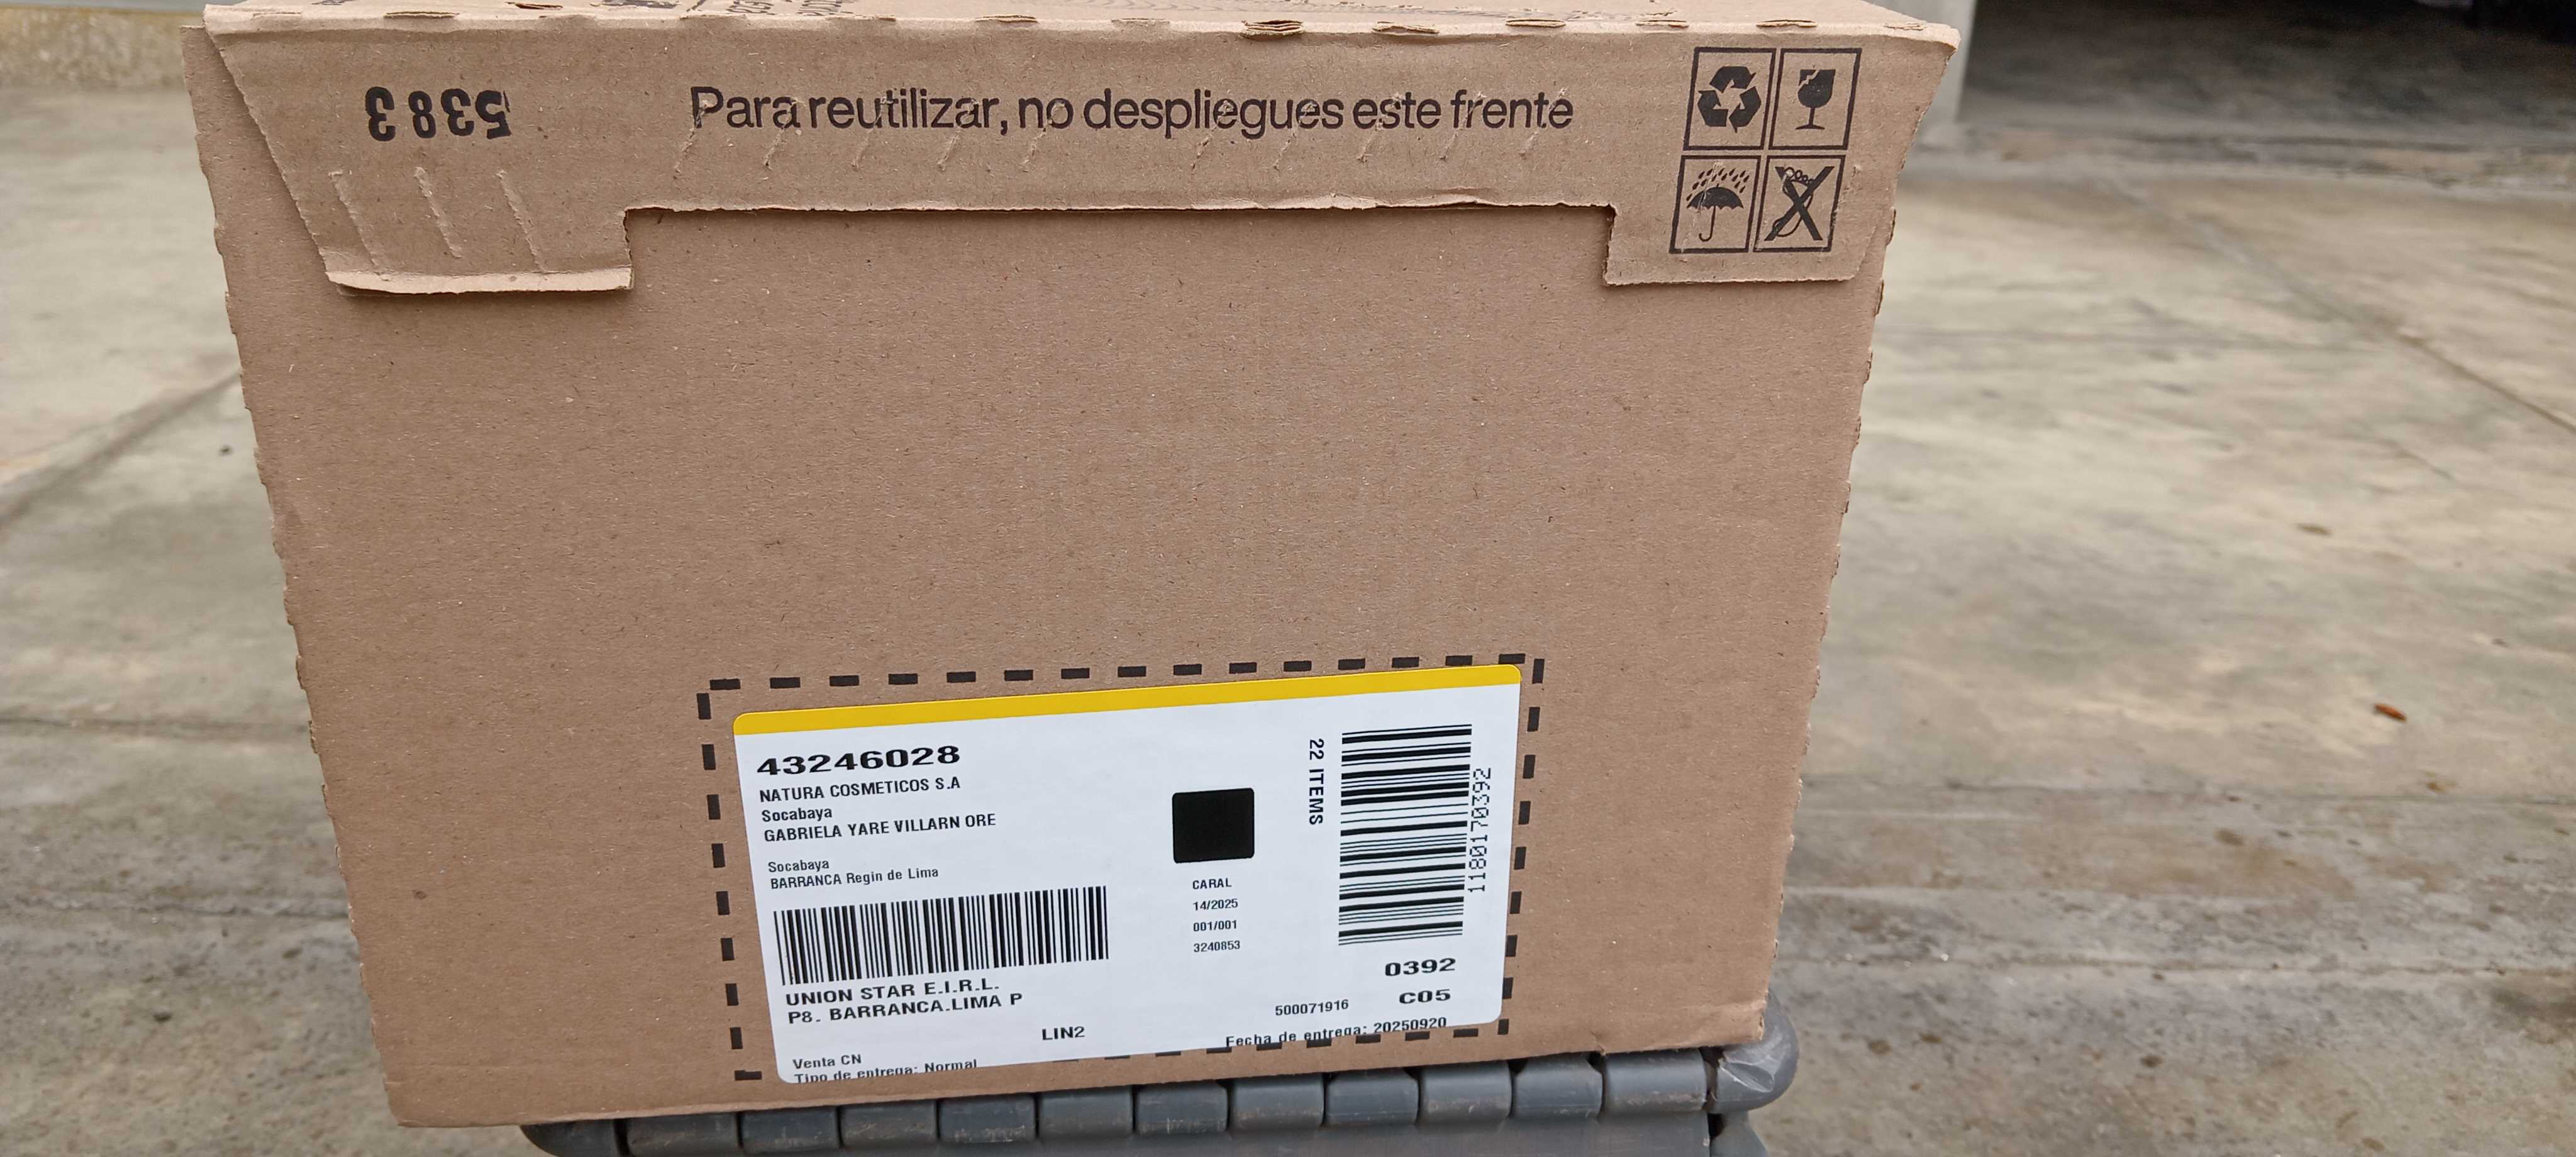 5383
Para reutilizar, no despliegues este frente
43246028
NATURA COSMETICOS S.A
Socabaya
GABRIELA YARE VILLARN ORE
Socabaya
BARRANCA Regin de Lima
UNION STAR E.I.R.L.
P8. BARRANCA.LIMA P
LIN2
Venta CN
Tipo de entrega: Normal
CARAL
14/2025
001/001
3240853
22 ITEMS
1180170392
0392
C05
500071916
Fecha de entrega: 20250920